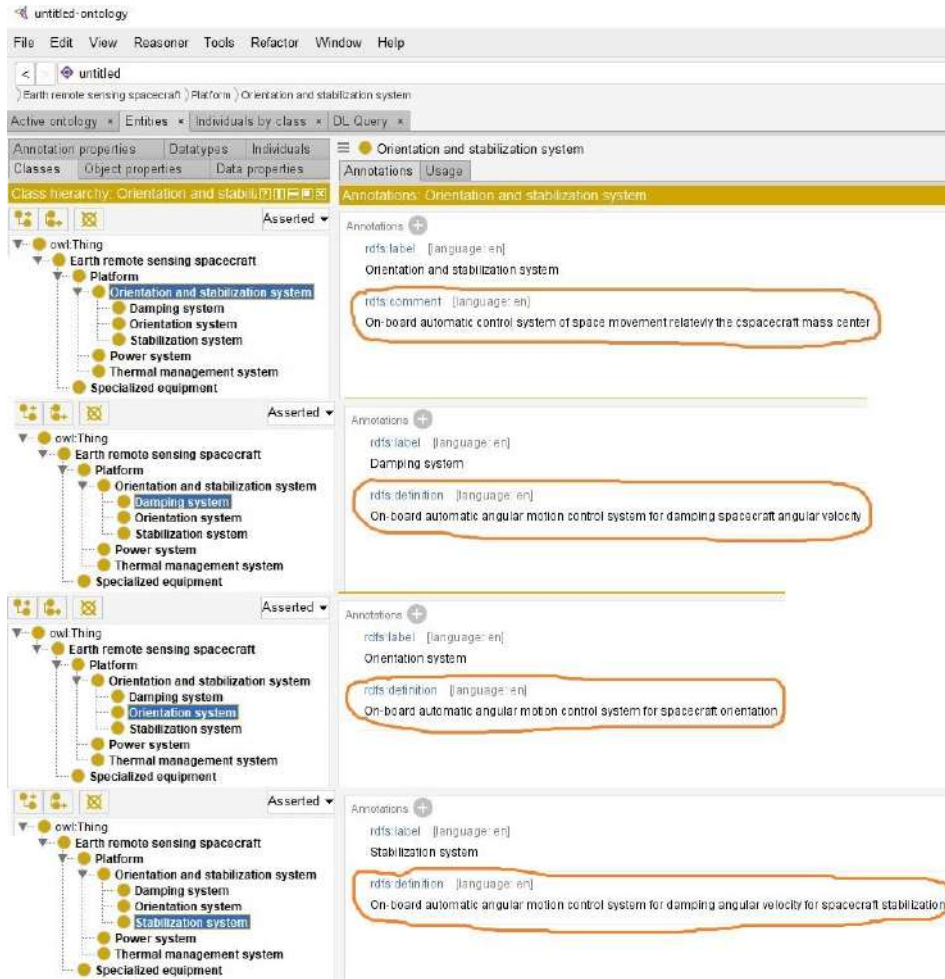 untitled-ontology
File Edit View Reasoner Tools Refactor Window Help
< > untitled
Earth remote sensing spacecraft Platform Orientation and stabilization system
Active ontology × Entities × Individuals by class × DL Query ×
Annotation properties Datatypes Individuals
Classes Object properties Data properties
Class hierarchy: Orientation and stabili
Asserted
owl:Thing
Earth remote sensing spacecraft
Platform
Orientation and stabilization system
Damping system
Orientation system
Stabilization system
Power system
Thermal management system
Specialized equipment
Orientation and stabilization system
Annotations Usage
Annotations: Orientation and stabilization system
Annotations
rdfs:label [language: en]
Orientation and stabilization system
rdfs:comment [language: en]
On-board automatic control system of space movement relatevly the cspacecraft mass center
Asserted
owl:Thing
Earth remote sensing spacecraft
Platform
Orientation and stabilization system
Damping system
Orientation system
Stabilization system
Power system
Thermal management system
Specialized equipment
Annotations
rdfs:label [language: en]
Damping system
rdfs:definition [language: en]
On-board automatic angular motion control system for damping spacecraft angular velocity
Asserted
owl:Thing
Earth remote sensing spacecraft
Platform
Orientation and stabilization system
Damping system
Orientation system
Stabilization system
Power system
Thermal management system
Specialized equipment
Annotations
rdfs:label [language: en]
Orientation system
rdfs:definition [language: en]
On-board automatic angular motion control system for spacecraft orientation
Asserted
owl:Thing
Earth remote sensing spacecraft
Platform
Orientation and stabilization system
Damping system
Orientation system
Stabilization system
Power system
Thermal management system
Specialized equipment
Annotations
rdfs:label [language: en]
Stabilization system
rdfs:definition [language: en]
On-board automatic angular motion control system for damping angular velocity for spacecraft stabilization